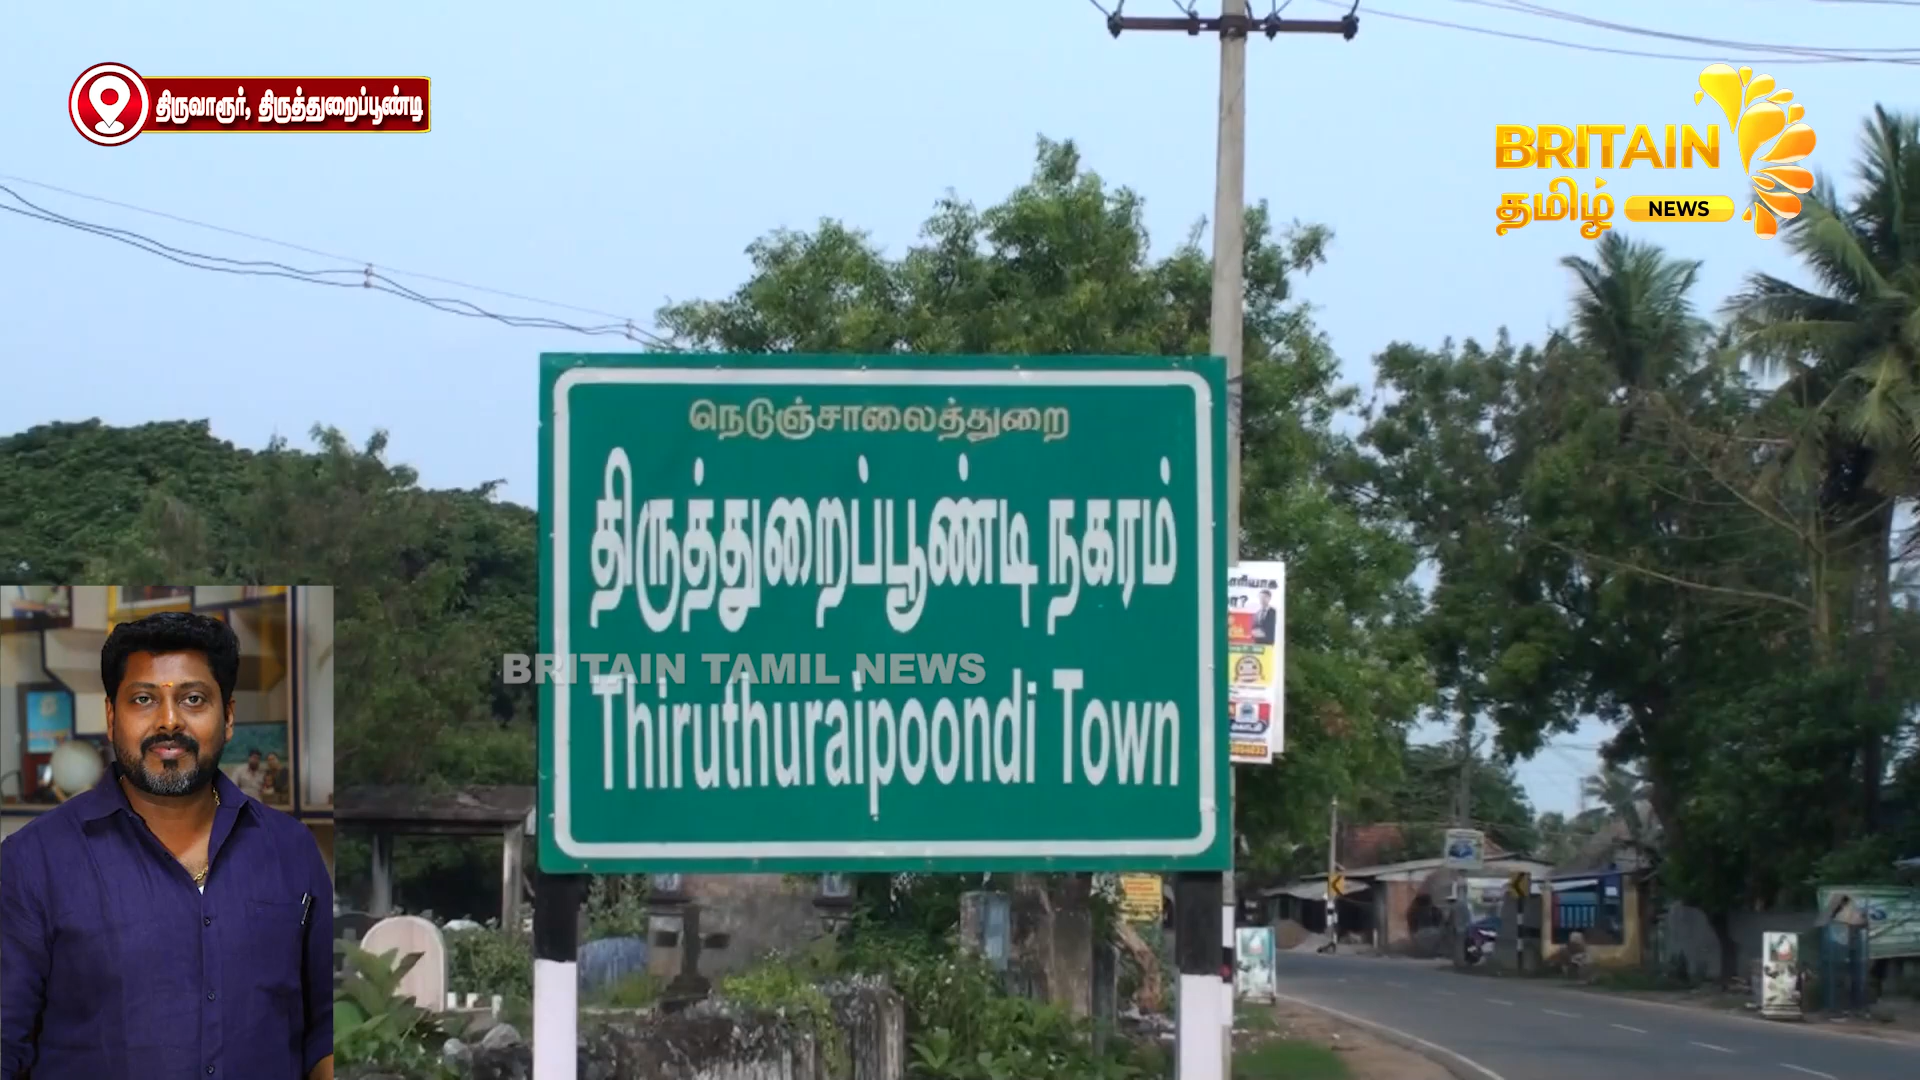 திருவாரூர், திருத்துறைப்பூண்டி
BRITAIN
தமிழ் NEWS
நெடுஞ்சாலைத்துறை
திருத்துறைப்பூண்டி நகரம்
BRITAIN TAMIL NEWS
Thiruthuraipoondi Town